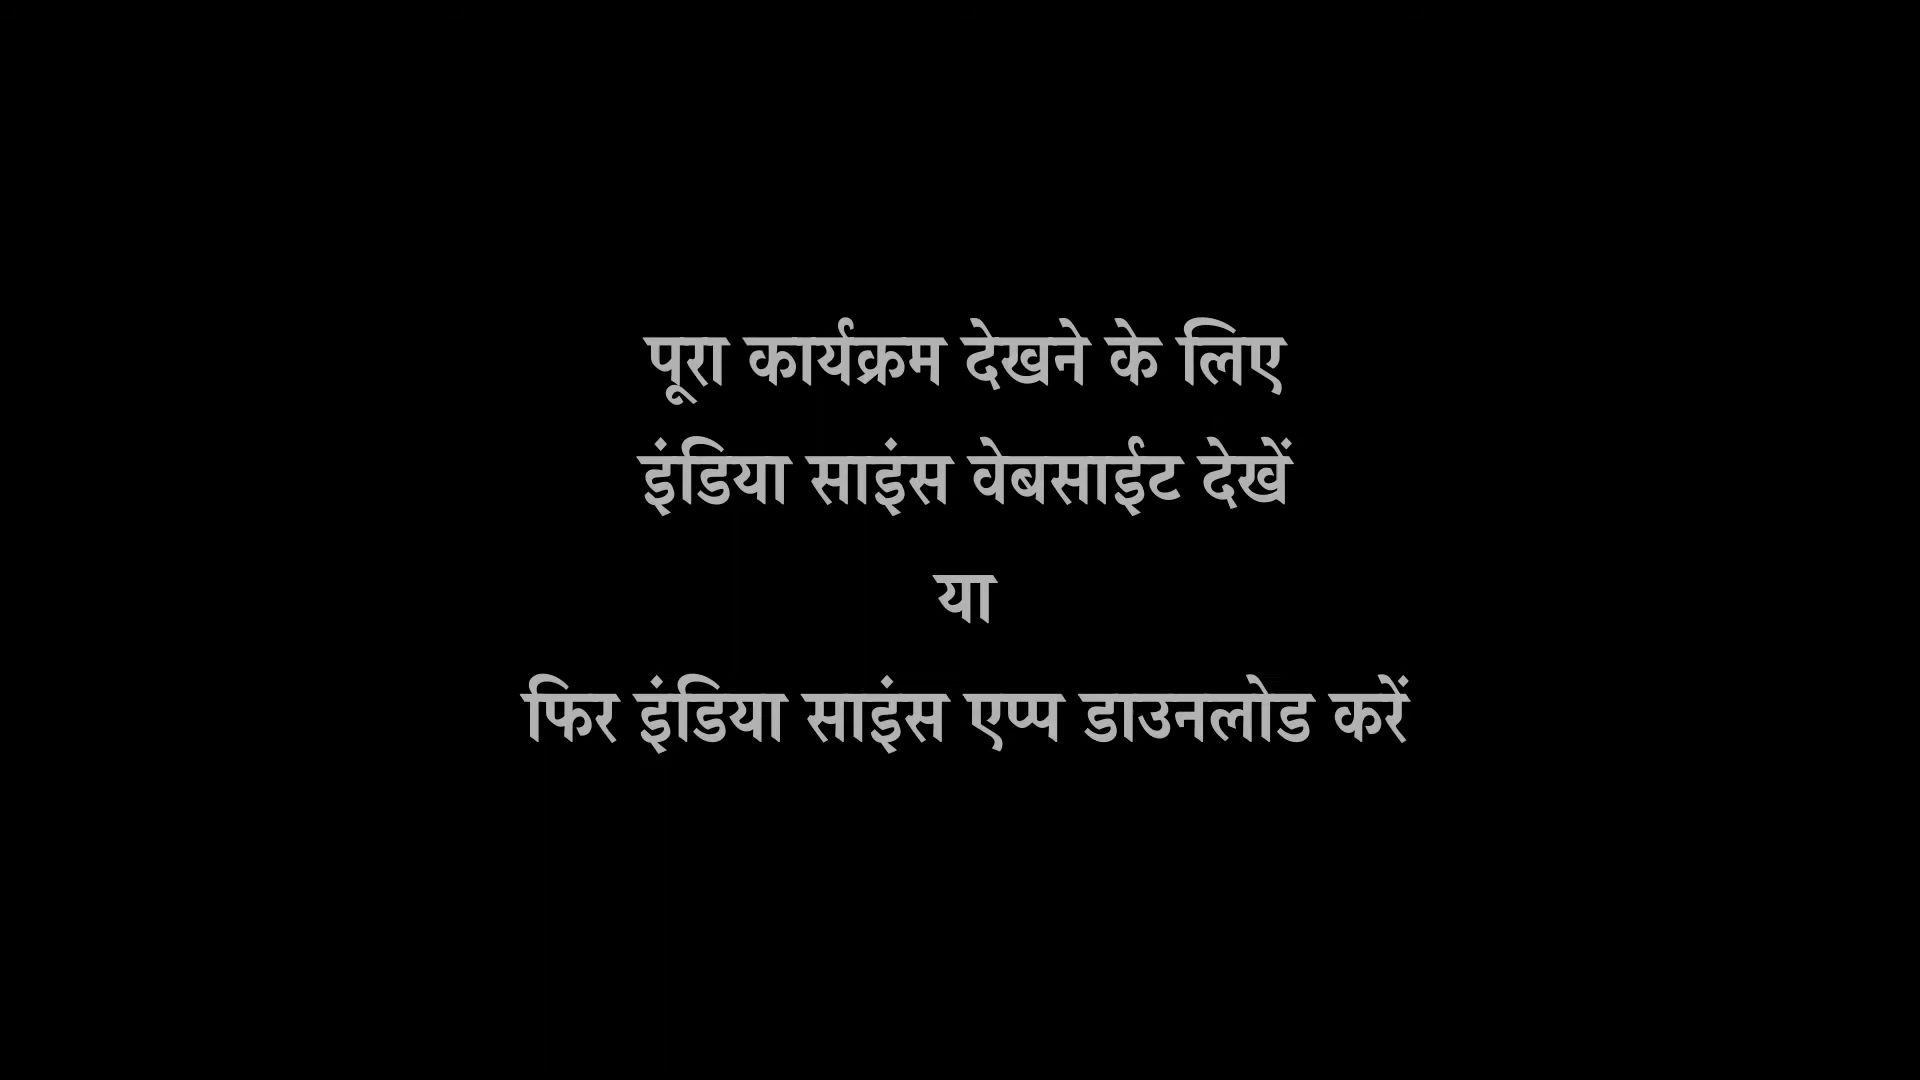 पूरा कार्यक्रम देखने के लिए
इंडिया साइंस वेबसाईट देखें
या
फिर इंडिया साइंस एप्प डाउनलोड करें